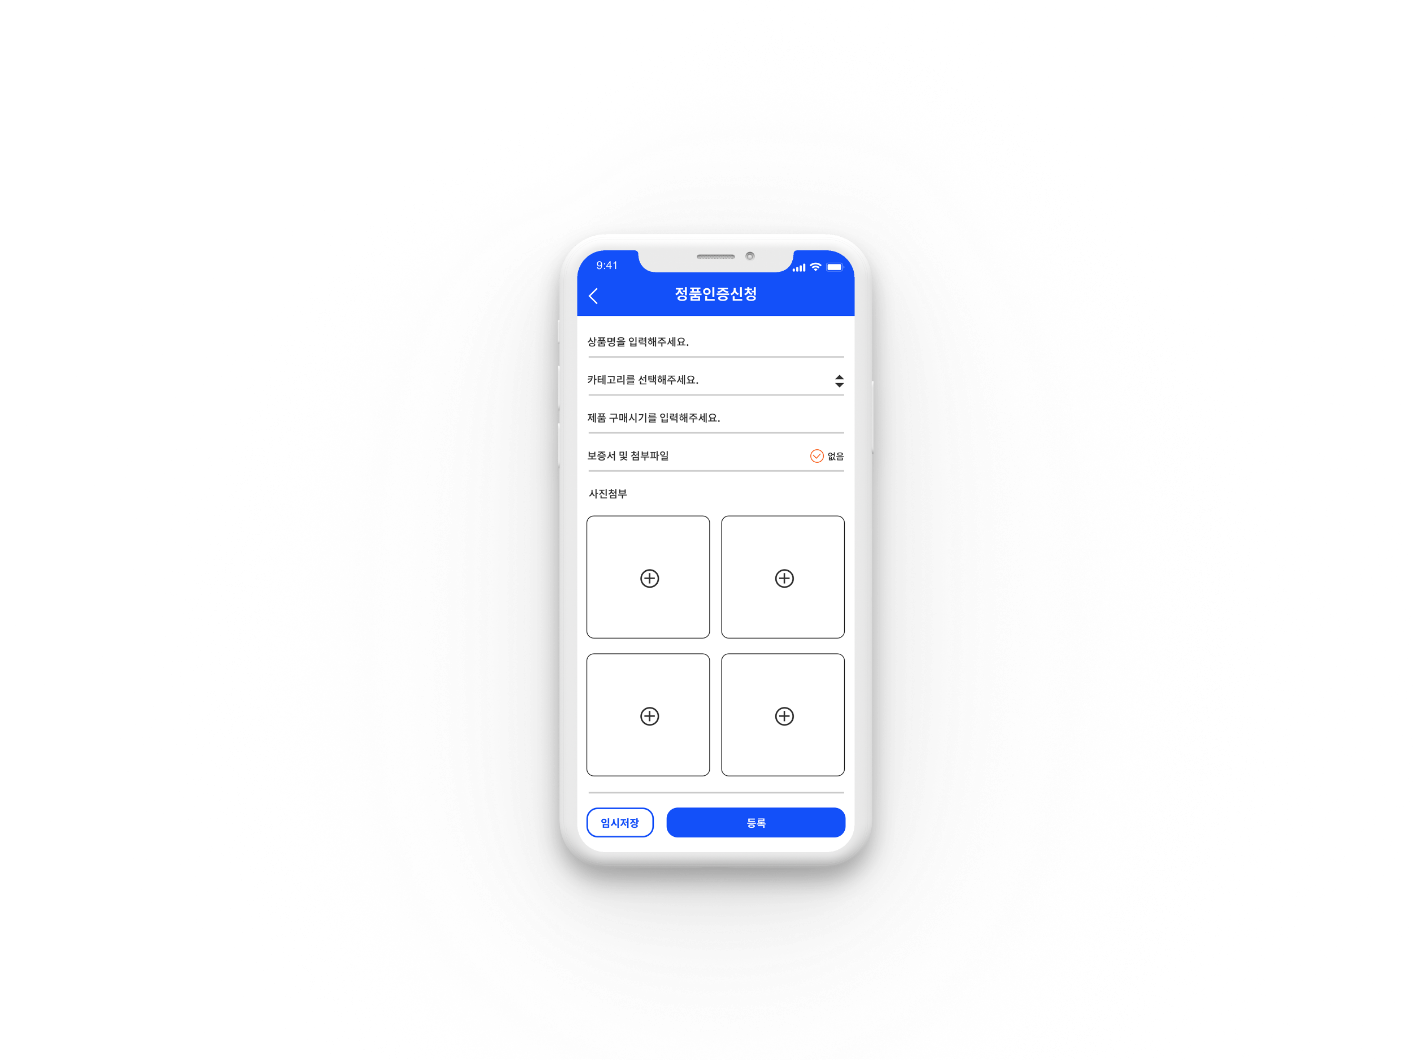 9:41
정품인증신청
상품명을 입력해주세요.
카테고리를 선택해주세요.
제품 구매시기를 입력해주세요.
보증서 및 첨부파일 없음
사진첨부
임시저장 등록